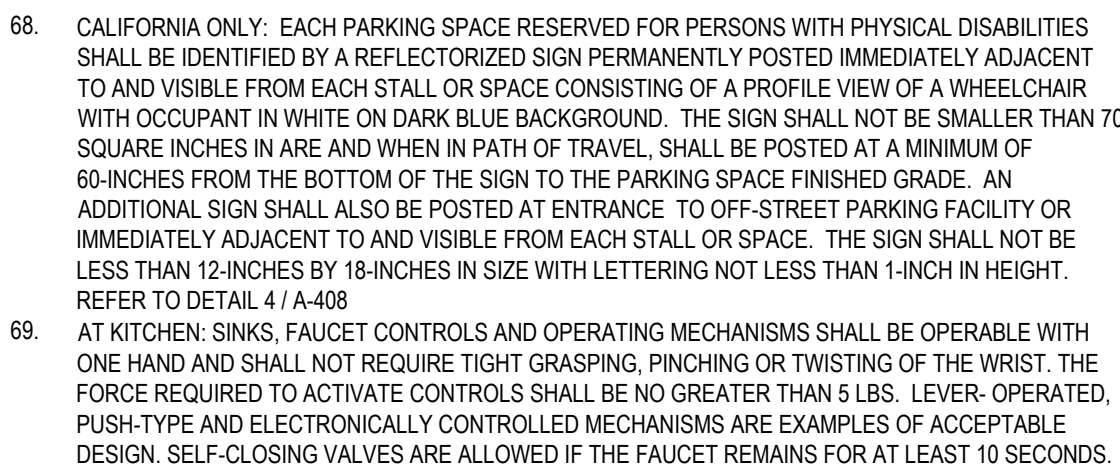 68. CALIFORNIA ONLY: EACH PARKING SPACE RESERVED FOR PERSONS WITH PHYSICAL DISABILITIES
SHALL BE IDENTIFIED BY A REFLECTORIZED SIGN PERMANENTLY POSTED IMMEDIATELY ADJACENT
TO AND VISIBLE FROM EACH STALL OR SPACE CONSISTING OF A PROFILE VIEW OF A WHEELCHAIR
WITH OCCUPANT IN WHITE ON DARK BLUE BACKGROUND. THE SIGN SHALL NOT BE SMALLER THAN 70
SQUARE INCHES IN ARE AND WHEN IN PATH OF TRAVEL, SHALL BE POSTED AT A MINIMUM OF
60-INCHES FROM THE BOTTOM OF THE SIGN TO THE PARKING SPACE FINISHED GRADE. AN
ADDITIONAL SIGN SHALL ALSO BE POSTED AT ENTRANCE TO OFF-STREET PARKING FACILITY OR
IMMEDIATELY ADJACENT TO AND VISIBLE FROM EACH STALL OR SPACE. THE SIGN SHALL NOT BE
LESS THAN 12-INCHES BY 18-INCHES IN SIZE WITH LETTERING NOT LESS THAN 1-INCH IN HEIGHT.
REFER TO DETAIL 4 / A-408
69. AT KITCHEN: SINKS, FAUCET CONTROLS AND OPERATING MECHANISMS SHALL BE OPERABLE WITH
ONE HAND AND SHALL NOT REQUIRE TIGHT GRASPING, PINCHING OR TWISTING OF THE WRIST. THE
FORCE REQUIRED TO ACTIVATE CONTROLS SHALL BE NO GREATER THAN 5 LBS. LEVER- OPERATED,
PUSH-TYPE AND ELECTRONICALLY CONTROLLED MECHANISMS ARE EXAMPLES OF ACCEPTABLE
DESIGN. SELF-CLOSING VALVES ARE ALLOWED IF THE FAUCET REMAINS FOR AT LEAST 10 SECONDS.